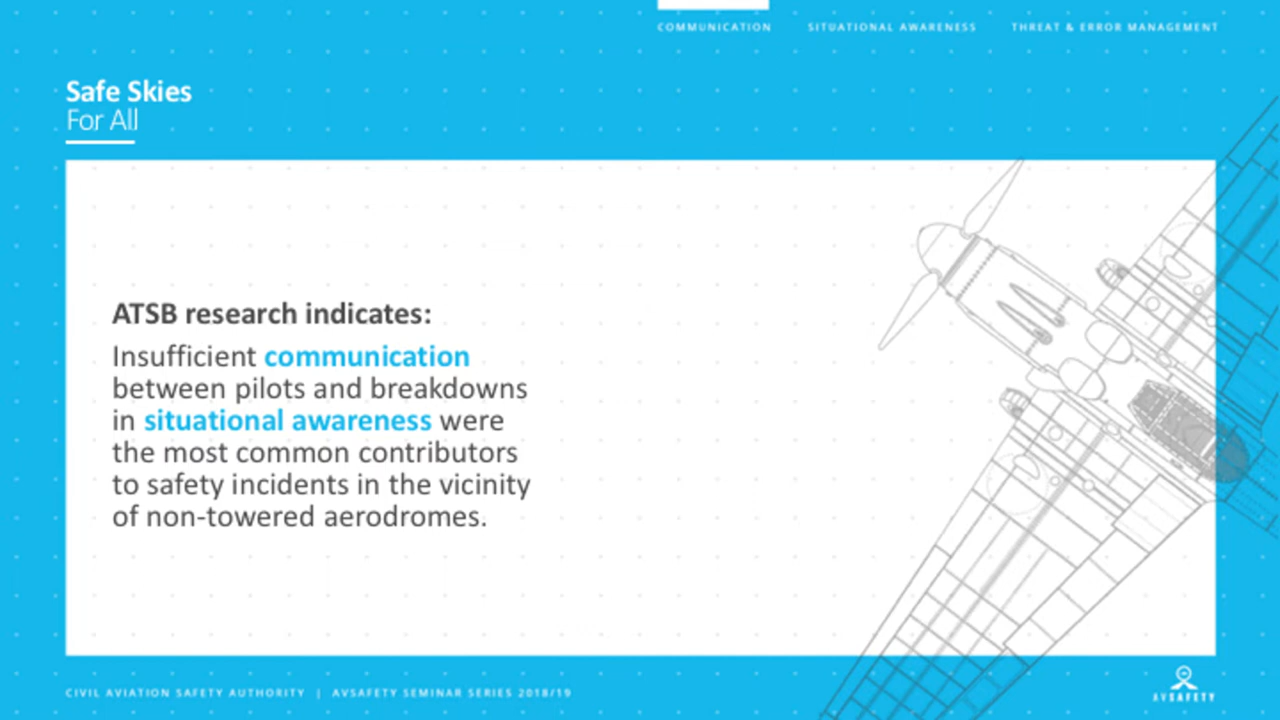 COMMUNICATION SITUATIONAL AWARENESS THREAT & ERROR MANAGEMENT
Safe Skies
For All
ATSB research indicates:
Insufficient communication
between pilots and breakdowns
in situational awareness were
the most common contributors
to safety incidents in the vicinity
of non-towered aerodromes.
CIVIL AVIATION SAFETY AUTHORITY | AVSAFETY SEMINAR SERIES 2018/19
AVSAFETY